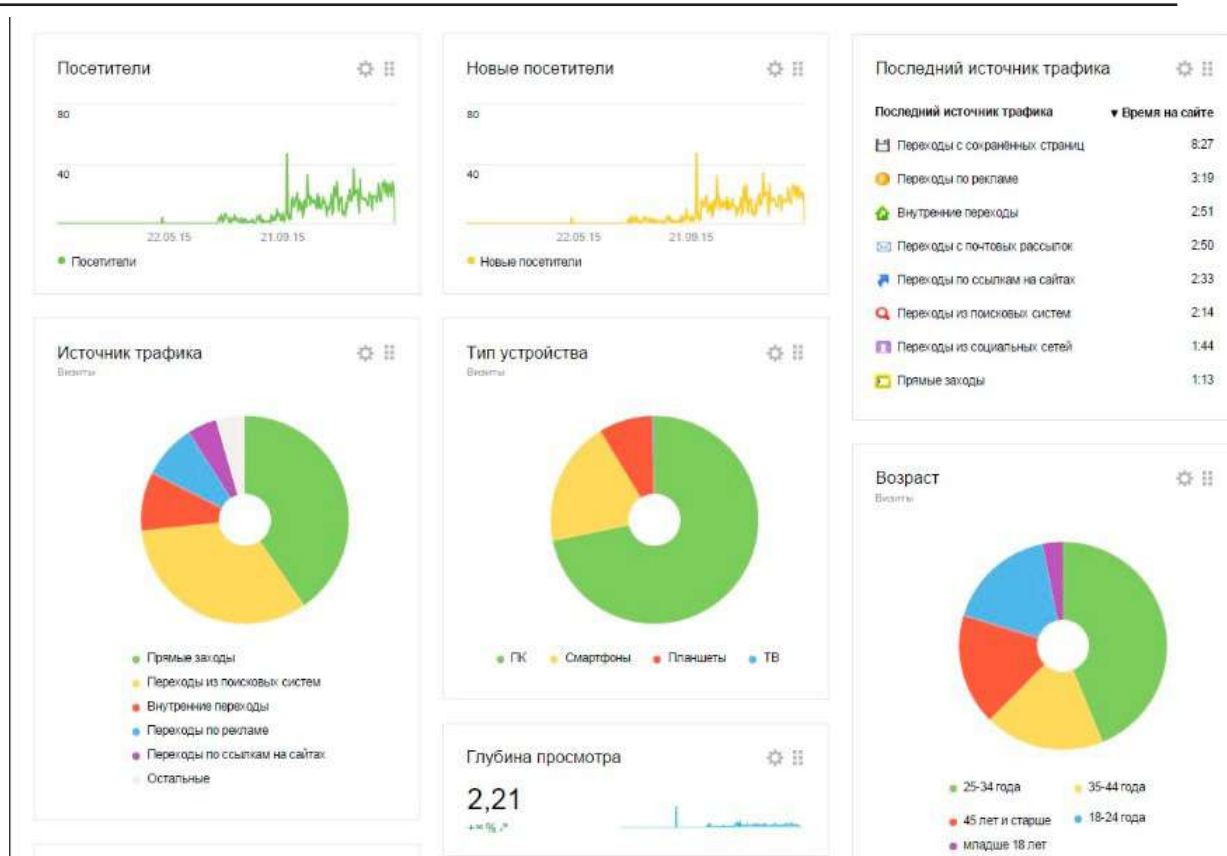 Посетители
80
40
22.05.15 21.09.15
Посетители
Новые посетители
80
40
22.05.15 21.09.15
Новые посетители
Последний источник трафика
Последний источник трафика ▼ Время на сайте
Переходы с сохранённых страниц 8:27
Переходы по рекламе 3:19
Внутренние переходы 2:51
Переходы с почтовых рассылок 2:50
Переходы по ссылкам на сайтах 2:33
Переходы из поисковых систем 2:14
Переходы из социальных сетей 1:44
Прямые заходы 1:13
Источник трафика
Визиты
Прямые заходы
Переходы из поисковых систем
Внутренние переходы
Переходы по рекламе
Переходы по ссылкам на сайтах
Остальные
Тип устройства
Визиты
ПК Смартфоны Планшеты ТВ
Глубина просмотра
2,21
+∞ %
Возраст
Визиты
25-34 года 35-44 года
45 лет и старше 18-24 года
младше 18 лет